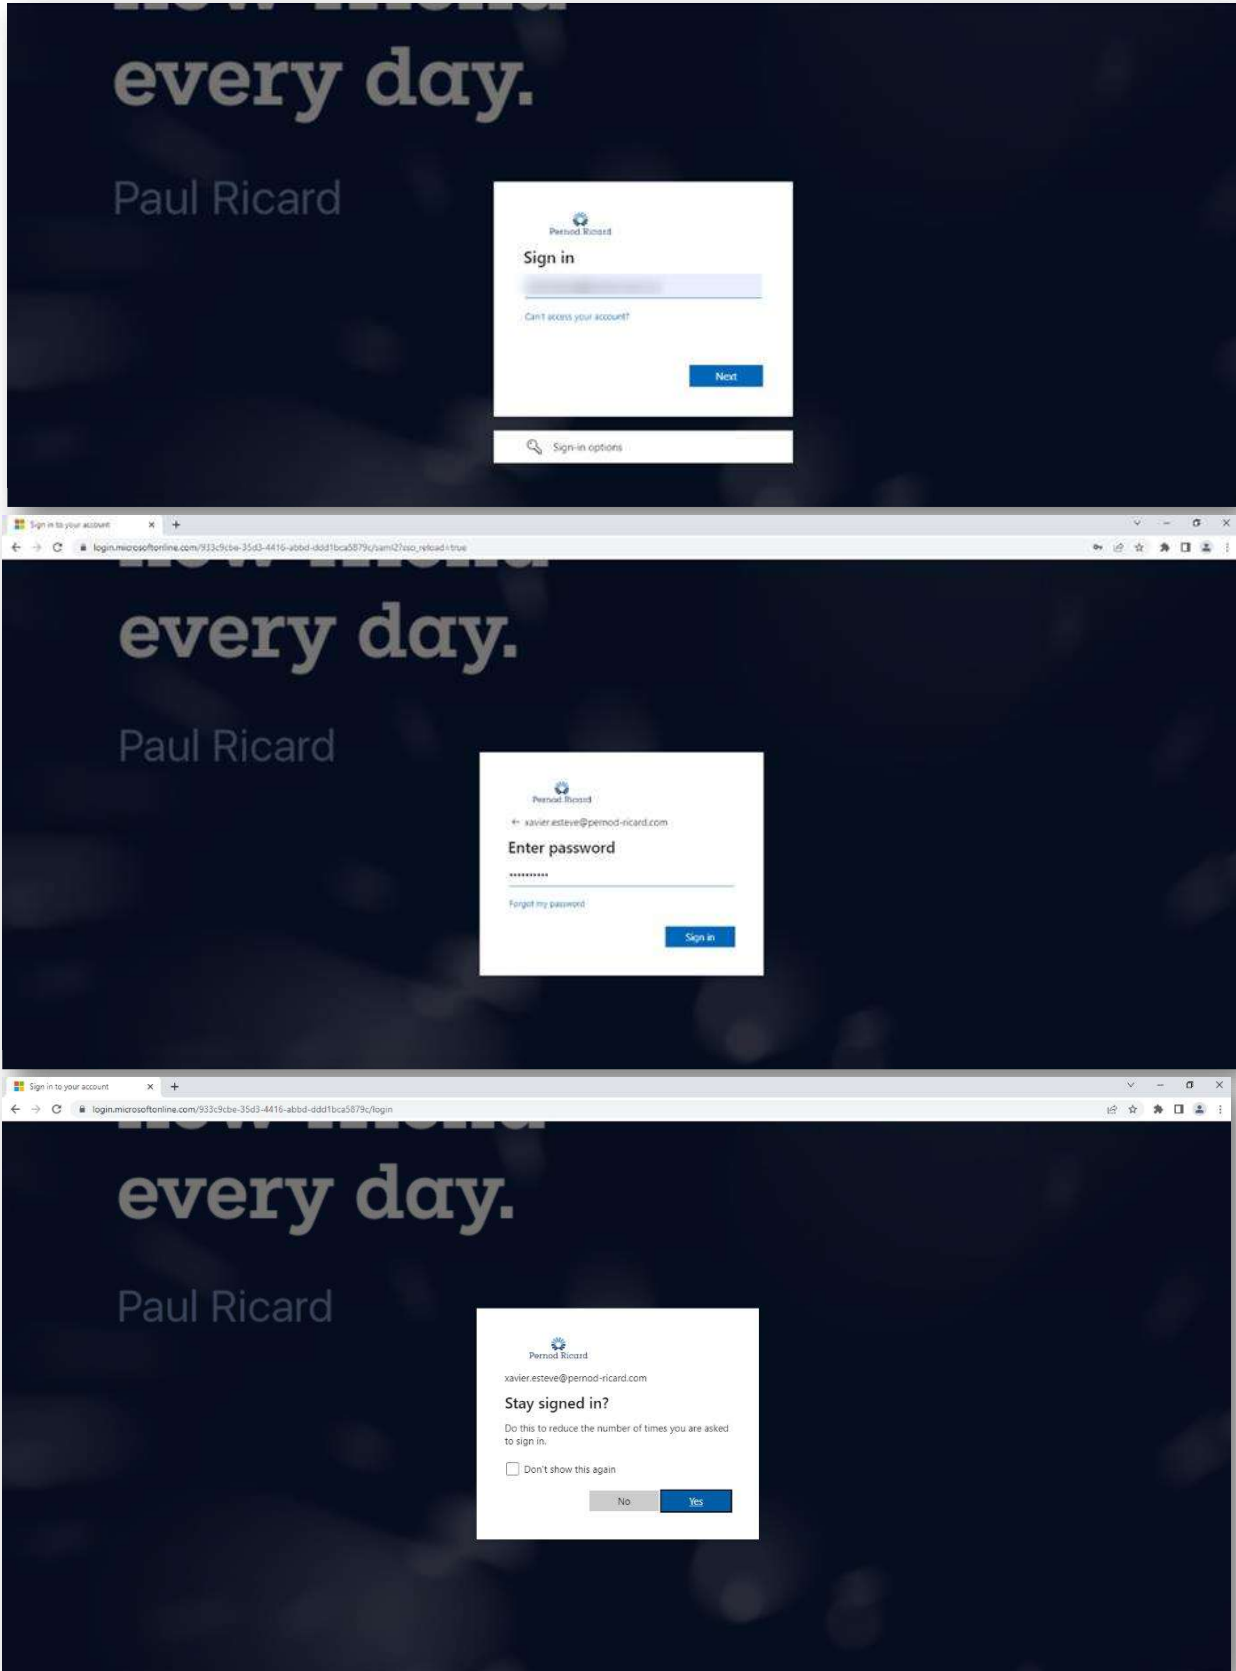 every day.
Paul Ricard
Pernod Ricard
Sign in
Can't access your account?
Next
Sign-in options
Sign in to your account
login.microsoftonline.com/933c9cbe-35d3-4416-abbd-ddd1bca5879c/saml2?sso_reload=true
every day.
Paul Ricard
Pernod Ricard
xavier.esteve@pernod-ricard.com
Enter password
••••••••••
Forgot my password
Sign in
Sign in to your account
login.microsoftonline.com/933c9cbe-35d3-4416-abbd-ddd1bca5879c/login
every day.
Paul Ricard
Pernod Ricard
xavier.esteve@pernod-ricard.com
Stay signed in?
Do this to reduce the number of times you are asked
to sign in.
Don't show this again
No
Yes